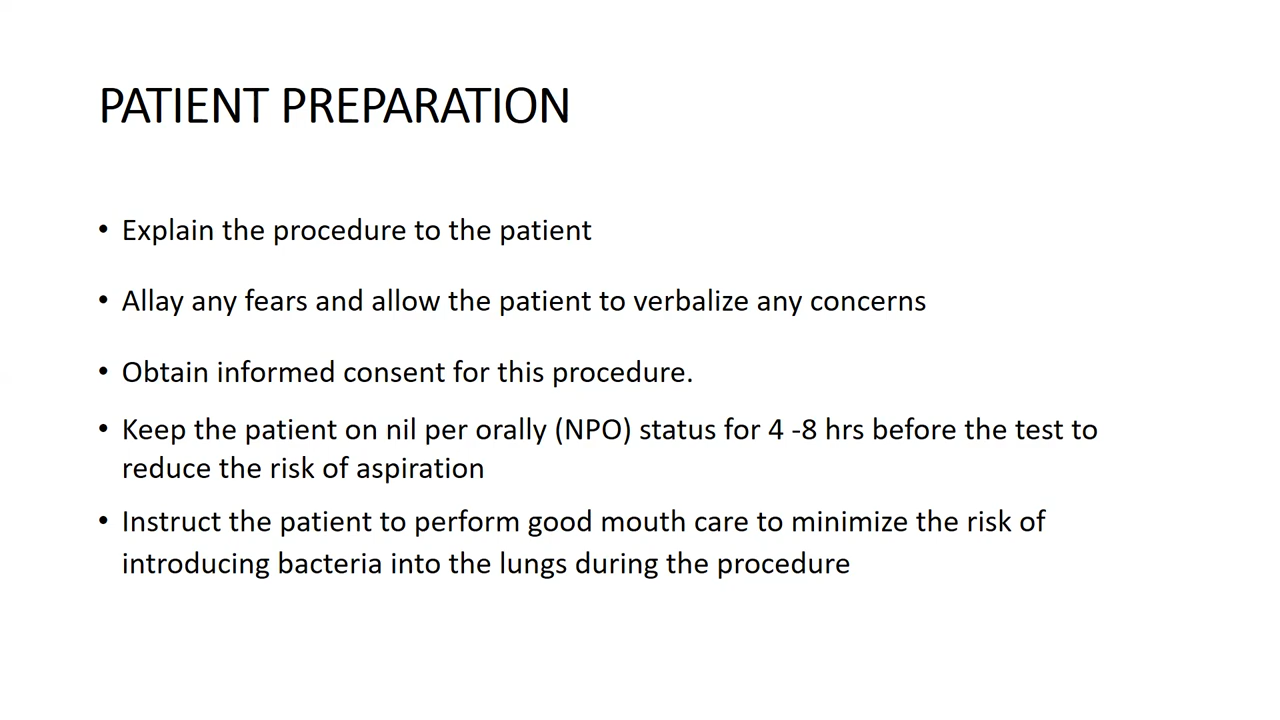 PATIENT PREPARATION
• Explain the procedure to the patient
• Allay any fears and allow the patient to verbalize any concerns
• Obtain informed consent for this procedure.
• Keep the patient on nil per orally (NPO) status for 4 -8 hrs before the test to
reduce the risk of aspiration
• Instruct the patient to perform good mouth care to minimize the risk of
introducing bacteria into the lungs during the procedure